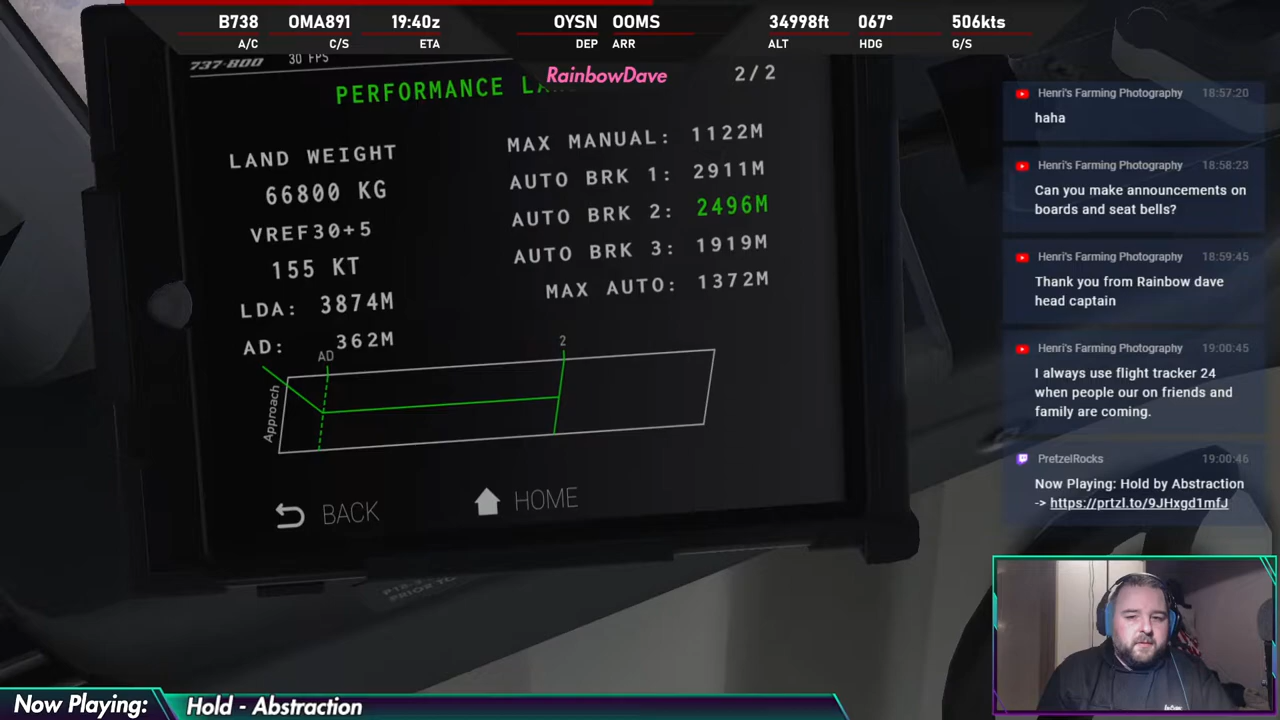 B738 OMA891 19:40z OYSN OOMS 34998ft 067° 506kts
A/C C/S ETA DEP ARR ALT HDG G/S
737-800 30 FPS
RainbowDave
PERFORMANCE 2/2
LAND WEIGHT
66800 KG
VREF30+5
155 KT
LDA: 3874M
AD: 362M
MAX MANUAL: 1122M
AUTO BRK 1: 2911M
AUTO BRK 2: 2496M
AUTO BRK 3: 1919M
MAX AUTO: 1372M
AD
2
Approach
BACK HOME
Henri's Farming Photography 18:57:20
haha
Henri's Farming Photography 18:58:23
Can you make announcements on
boards and seat bells?
Henri's Farming Photography 18:59:45
Thank you from Rainbow dave
head captain
Henri's Farming Photography 19:00:45
I always use flight tracker 24
when people our on friends and
family are coming.
PretzelRocks 19:00:46
Now Playing: Hold by Abstraction
-> https://prtzl.to/9JHxgd1mfJ
Now Playing: Hold - Abstraction